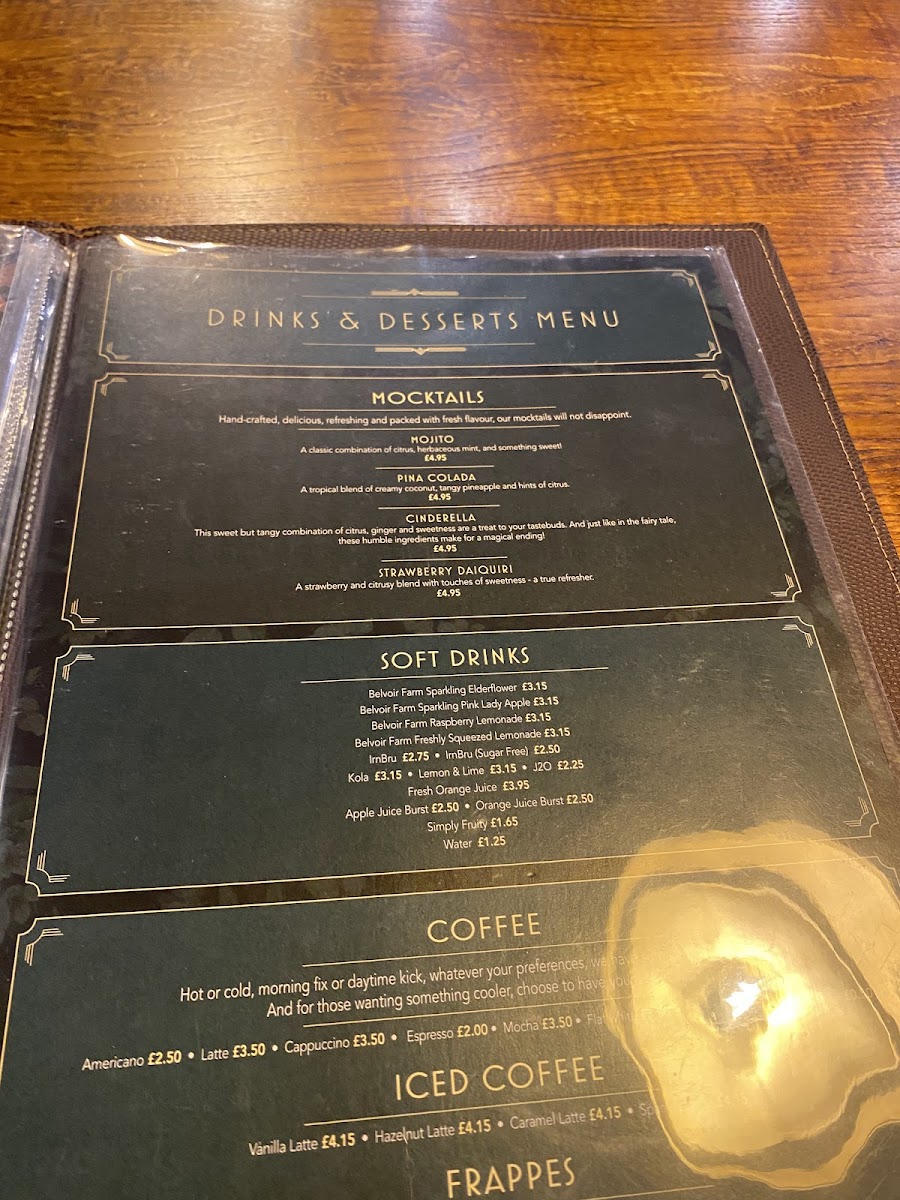 DRINKS & DESSERTS MENU
MOCKTAILS
Hand-crafted, delicious, refreshing and packed with fresh flavour, our mocktails will not disappoint.
MOJITO
A classic combination of citrus, herbaceous mint, and something sweet!
£4.95
PINA COLADA
A tropical blend of creamy coconut, tangy pineapple and hints of citrus.
£4.95
CINDERELLA
This sweet but tangy combination of citrus, ginger and sweetness are a treat to your tastebuds. And just like in the fairy tale,
these humble ingredients make for a magical ending!
£4.95
STRAWBERRY DAIQUIRI
A strawberry and citrusy blend with touches of sweetness - a true refresher.
£4.95
SOFT DRINKS
Belvoir Farm Sparkling Elderflower £3.15
Belvoir Farm Sparkling Pink Lady Apple £3.15
Belvoir Farm Raspberry Lemonade £3.15
Belvoir Farm Freshly Squeezed Lemonade £3.15
IrnBru £2.75 • IrnBru (Sugar Free) £2.50
Kola £3.15 • Lemon & Lime £3.15 • J2O £2.25
Fresh Orange Juice £3.95
Apple Juice Burst £2.50 • Orange Juice Burst £2.50
Simply Fruity £1.65
Water £1.25
COFFEE
Hot or cold, morning fix or daytime kick, whatever your preferences, we have
And for those wanting something cooler, choose to have your
Americano £2.50 • Latte £3.50 • Cappuccino £3.50 • Espresso £2.00 • Mocha £3.50 • Flat White
ICED COFFEE
Vanilla Latte £4.15 • Hazelnut Latte £4.15 • Caramel Latte £4.15 •
FRAPPES